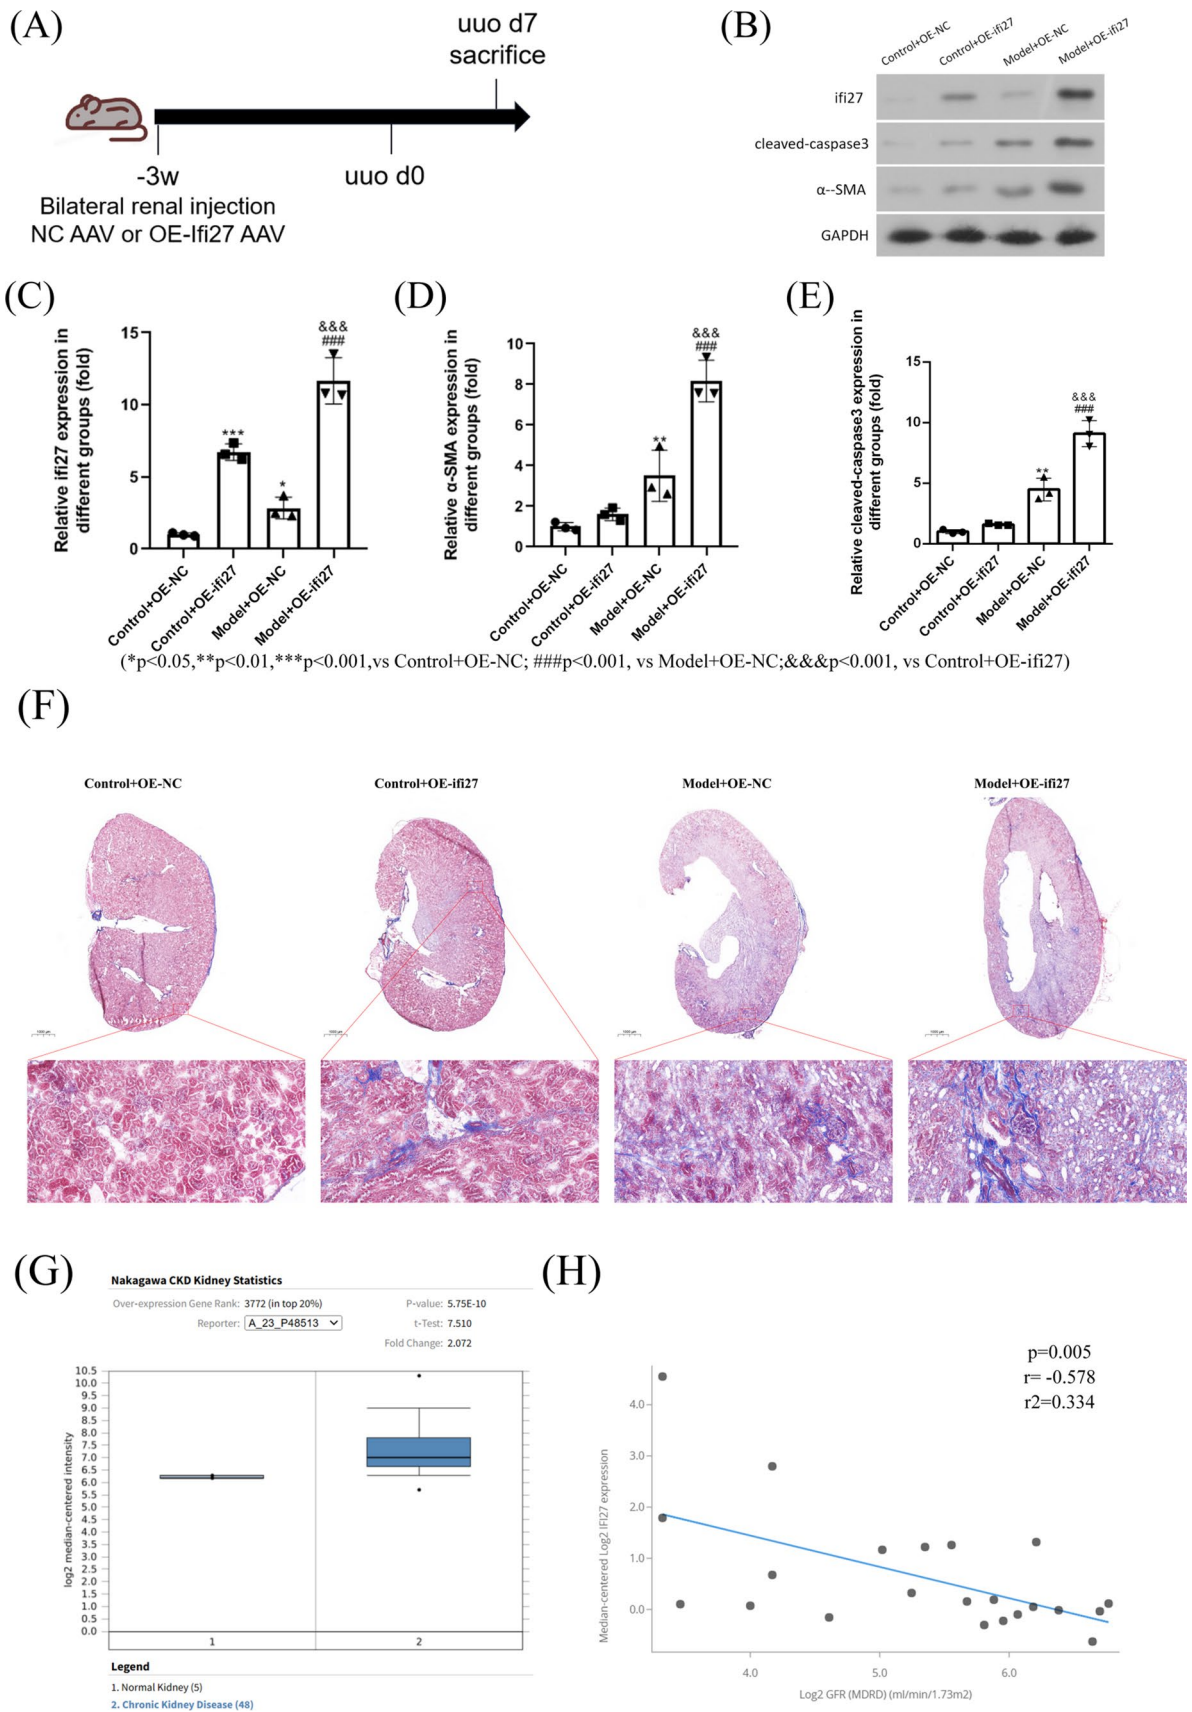 (A)
uuo d7
sacrifice
-3w
uuo d0
Bilateral renal injection
NC AAV or OE-Ifi27 AAV
(B)
Control+OE-NC
Control+OE-ifi27
Model+OE-NC
Model+OE-ifi27
ifi27
cleaved-caspase3
α--SMA
GAPDH
(C)
Relative ifi27 expression in
different groups (fold)
15
10
5
0
***
*
&&&
###
Control+OE-NC
Control+OE-ifi27
Model+OE-NC
Model+OE-ifi27
(D)
Relative α-SMA expression in
different groups (fold)
10
8
6
4
2
0
**
&&&
###
Control+OE-NC
Control+OE-ifi27
Model+OE-NC
Model+OE-ifi27
(E)
Relative cleaved-caspase3 expression in
different groups (fold)
15
10
5
0
**
&&&
###
Control+OE-NC
Control+OE-ifi27
Model+OE-NC
Model+OE-ifi27
(*p<0.05,**p<0.01,***p<0.001,vs Control+OE-NC; ###p<0.001, vs Model+OE-NC;&&&p<0.001, vs Control+OE-ifi27)
(F)
Control+OE-NC
Control+OE-ifi27
Model+OE-NC
Model+OE-ifi27
1000 μm
1000 μm
1000 μm
1000 μm
(G)
Nakagawa CKD Kidney Statistics
Over-expression Gene Rank: 3772 (in top 20%)
P-value: 5.75E-10
Reporter: A_23_P48513
t-Test: 7.510
Fold Change: 2.072
log2 median-centered intensity
10.5
10.0
9.5
9.0
8.5
8.0
7.5
7.0
6.5
6.0
5.5
5.0
4.5
4.0
3.5
3.0
2.5
2.0
1.5
1.0
0.5
0.0
1
2
Legend
1. Normal Kidney (5)
2. Chronic Kidney Disease (48)
(H)
p=0.005
r= -0.578
r2=0.334
Median-centered Log2 IFI27 expression
4.0
3.0
2.0
1.0
0.0
4.0
5.0
6.0
Log2 GFR (MDRD) (ml/min/1.73m2)